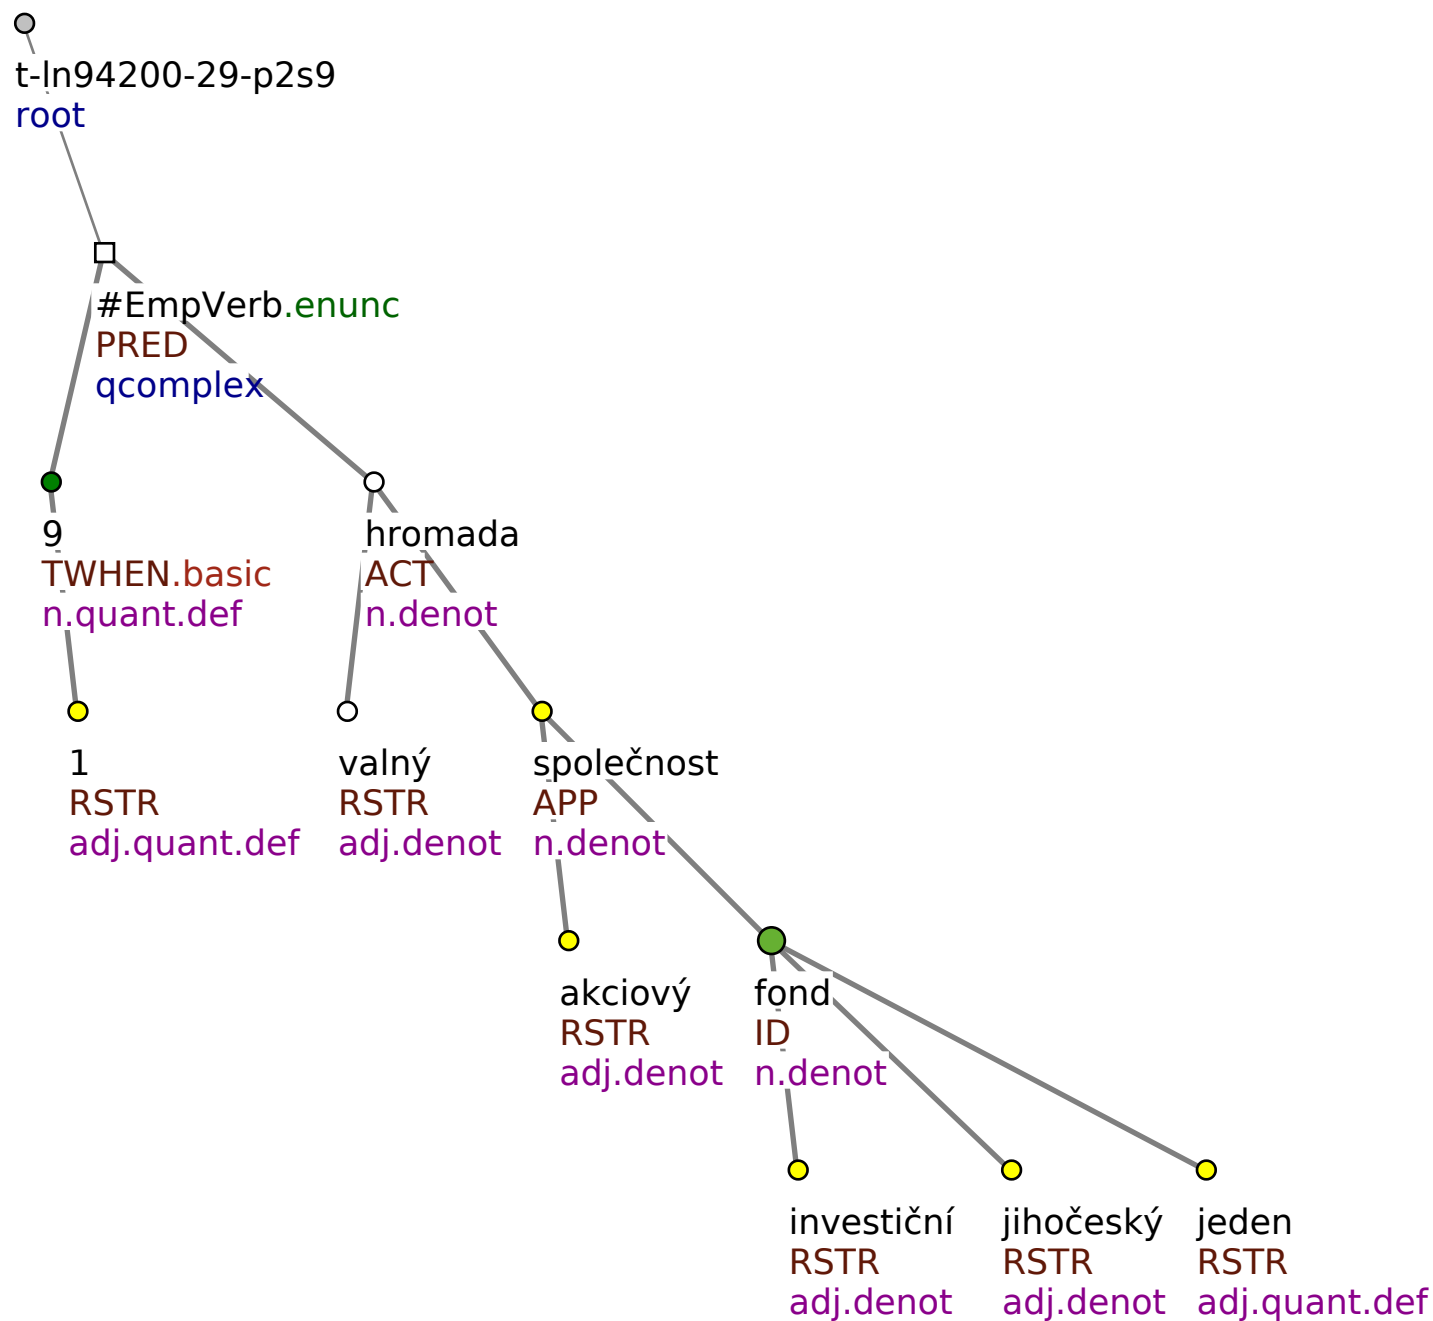 t-ln94200-29-p2s9
root
#EmpVerb.enunc
PRED
qcomplex
9
TWHEN.basic
n.quant.def
hromada
ACT
n.denot
1
RSTR
adj.quant.def
valný
RSTR
adj.denot
společnost
APP
n.denot
akciový
RSTR
adj.denot
fond
ID
n.denot
investiční
RSTR
adj.denot
jihočeský
RSTR
adj.denot
jeden
RSTR
adj.quant.def